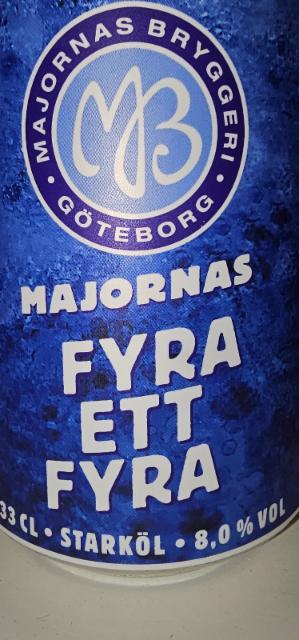 MAJORNAS BRYGGERI
MB
• GÖTEBORG •
MAJORNAS
FYRA
ETT
FYRA
33 CL • STARKÖL • 8,0 % VOL